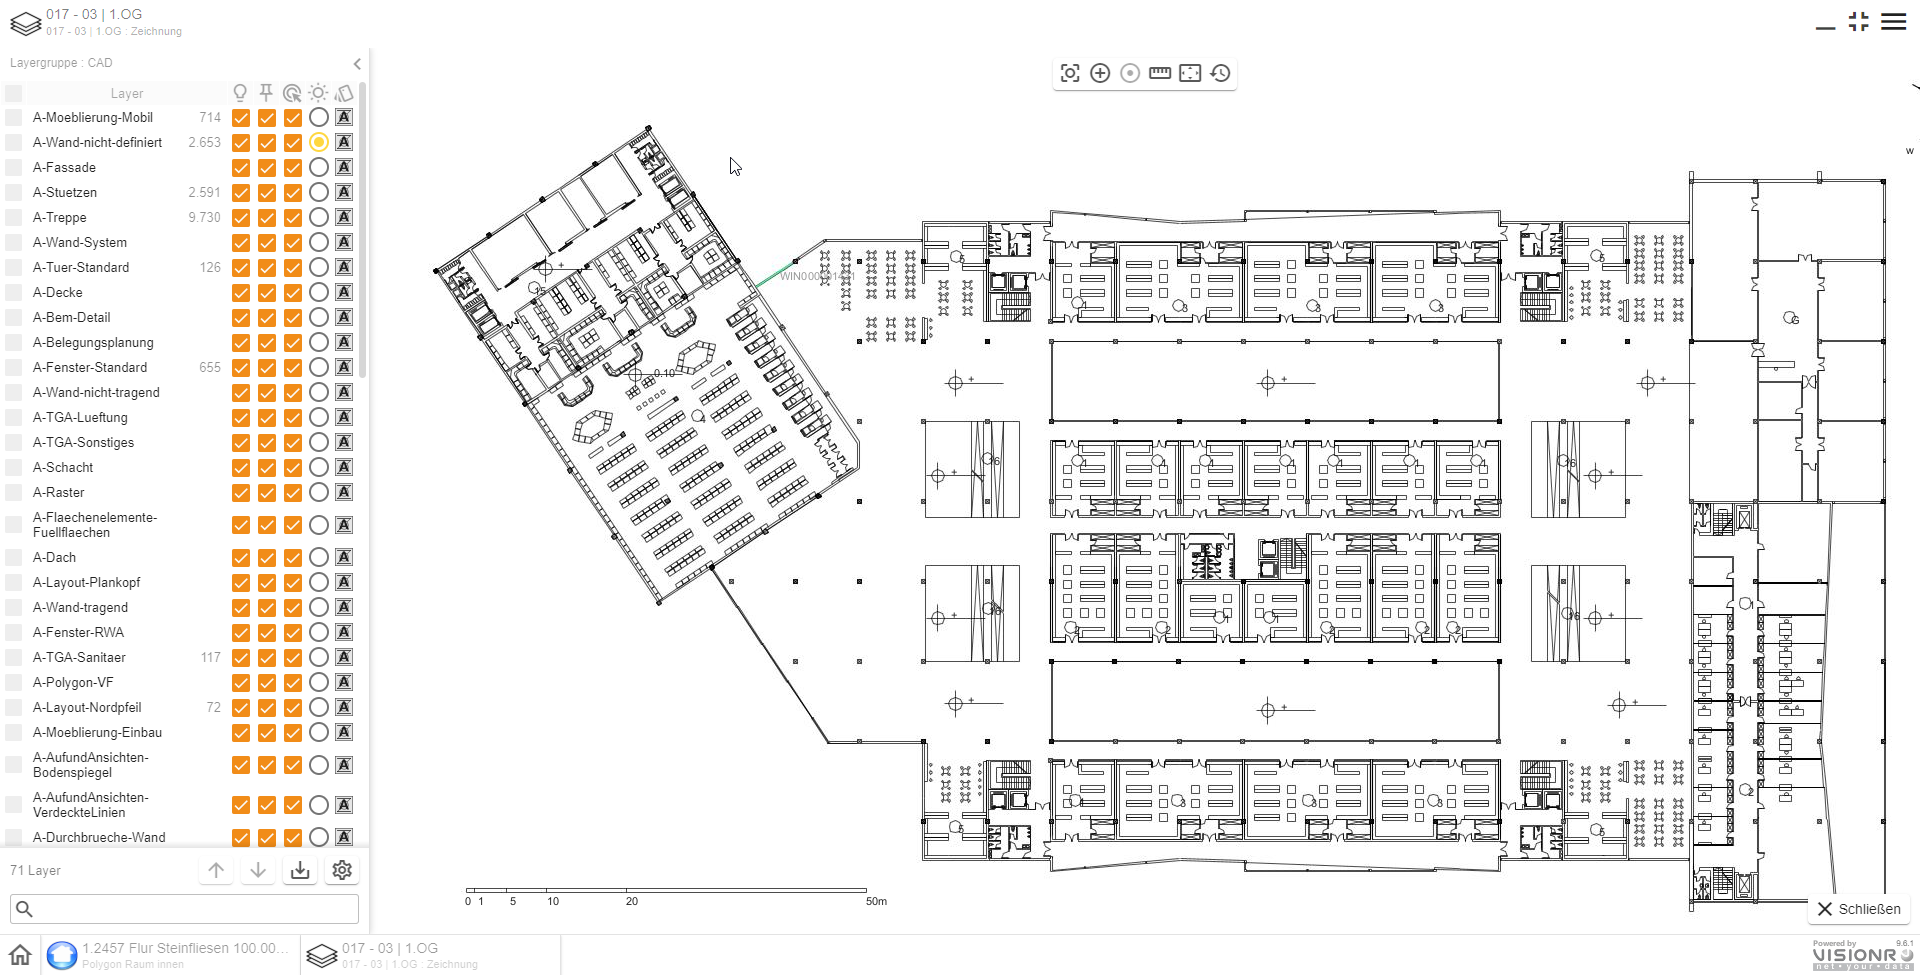 017 - 03 | 1.OG
017 - 03 | 1.OG : Zeichnung
Layergruppe : CAD
Layer
A-Moeblierung-Mobil 714
A-Wand-nicht-definiert 2.653
A-Fassade
A-Stuetzen 2.591
A-Treppe 9.730
A-Wand-System
A-Tuer-Standard 126
A-Decke
A-Bem-Detail
A-Belegungsplanung
A-Fenster-Standard 655
A-Wand-nicht-tragend
A-TGA-Lueftung
A-TGA-Sonstiges
A-Schacht
A-Raster
A-Flaechenelemente-
Fuellflaechen
A-Dach
A-Layout-Plankopf
A-Wand-tragend
A-Fenster-RWA
A-TGA-Sanitaer 117
A-Polygon-VF
A-Layout-Nordpfeil 72
A-Moeblierung-Einbau
A-AufundAnsichten-
Bodenspiegel
A-AufundAnsichten-
VerdeckteLinien
A-Durchbrueche-Wand
71 Layer
W
0.10
0 1 5 10 20 50m
Schließen
1.2457 Flur Steinfliesen 100.00...
Polygon Raum innen
017 - 03 | 1.OG
017 - 03 | 1.OG : Zeichnung
Powered by 9.6.1
VISIONR
net · your · data